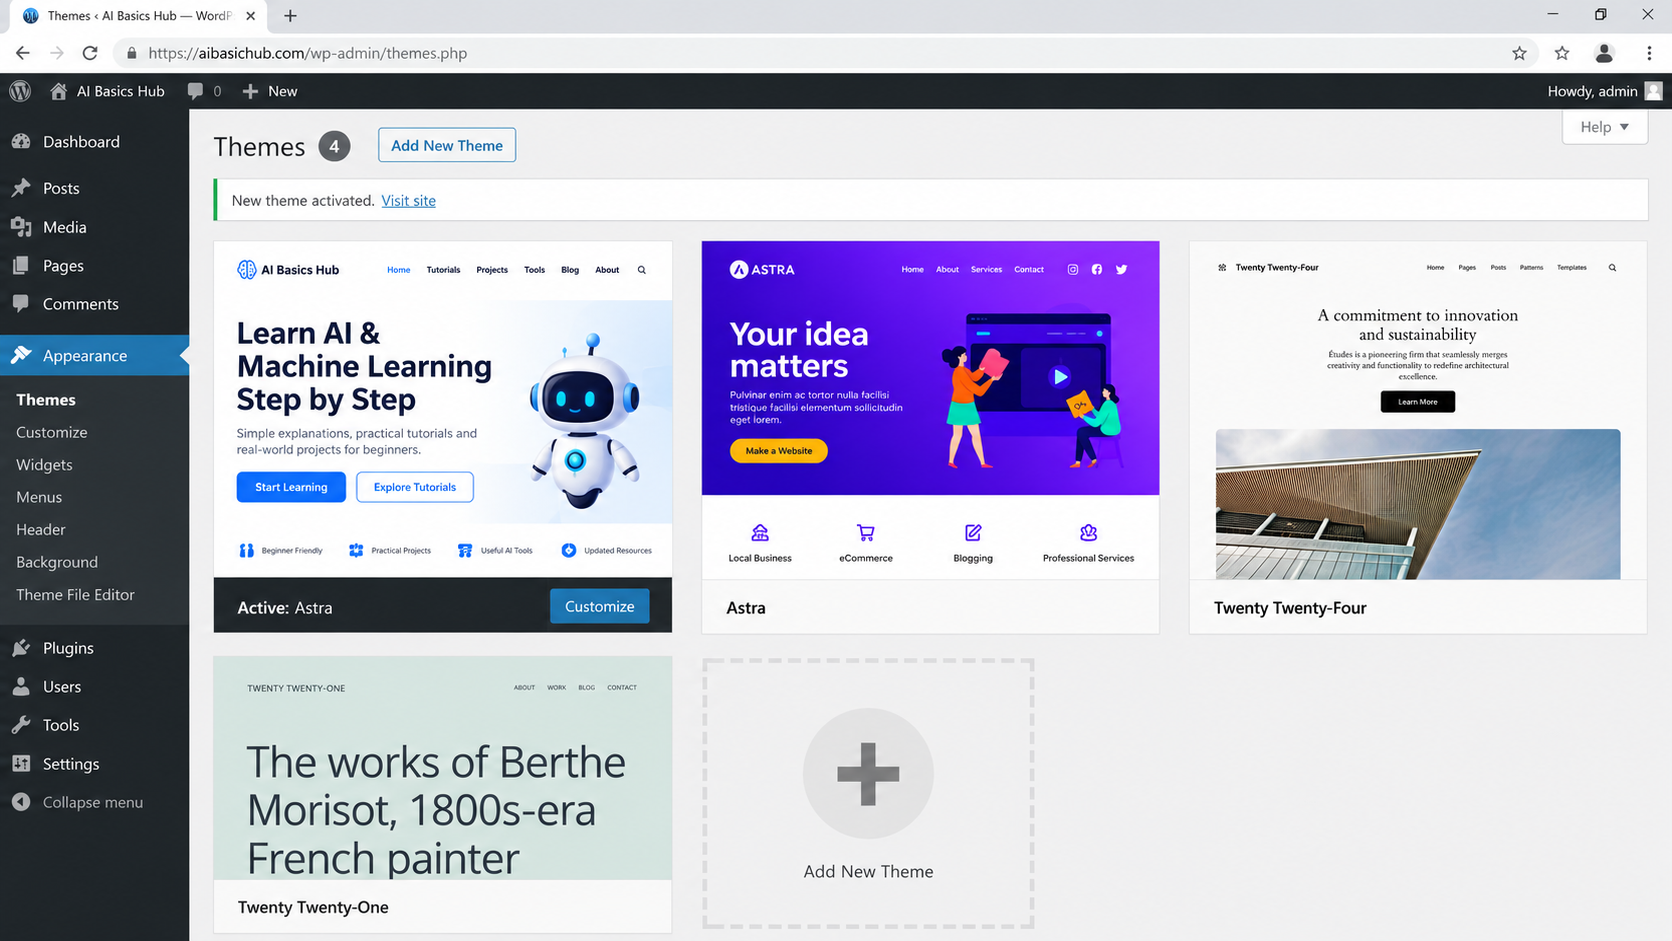 Themes ‹ AI Basics Hub — WordP
https://aibasichub.com/wp-admin/themes.php
AI Basics Hub
0
New
Howdy, admin
Dashboard
Posts
Media
Pages
Comments
Appearance
Themes
Customize
Widgets
Menus
Header
Background
Theme File Editor
Plugins
Users
Tools
Settings
Collapse menu
Help
Themes 4
Add New Theme
New theme activated. Visit site
AI Basics Hub
Home Tutorials Projects Tools Blog About
Learn AI &
Machine Learning
Step by Step
Simple explanations, practical tutorials and
real-world projects for beginners.
Start Learning
Explore Tutorials
Beginner Friendly
Practical Projects
Useful AI Tools
Updated Resources
Active: Astra
Customize
ASTRA
Home About Services Contact
Your idea
matters
Pulvinar enim ac tortor nulla facilisi
tristique facilisi elementum sollicitudin
eget lorem.
Make a Website
Local Business
eCommerce
Blogging
Professional Services
Astra
Twenty Twenty-Four
Home Pages Posts Patterns Templates
A commitment to innovation
and sustainability
Études is a pioneering firm that seamlessly merges
creativity and functionality to redefine architectural
excellence.
Learn More
Twenty Twenty-Four
TWENTY TWENTY-ONE
ABOUT WORK BLOG CONTACT
The works of Berthe
Morisot, 1800s-era
French painter
Twenty Twenty-One
Add New Theme